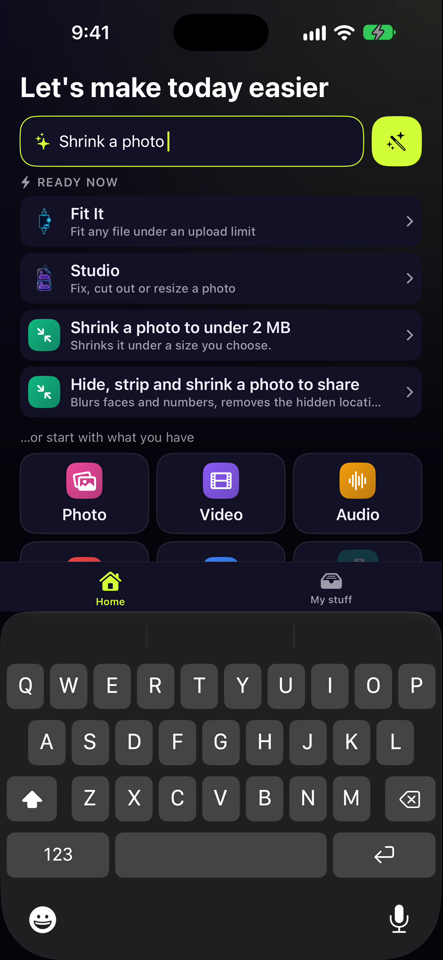 9:41
Let's make today easier
Shrink a photo
READY NOW
Fit It
Fit any file under an upload limit
Studio
Fix, cut out or resize a photo
Shrink a photo to under 2 MB
Shrinks it under a size you choose.
Hide, strip and shrink a photo to share
Blurs faces and numbers, removes the hidden locati...
...or start with what you have
Photo Video Audio
Home My stuff
Q W E R T Y U I O P
A S D F G H J K L
Z X C V B N M
123